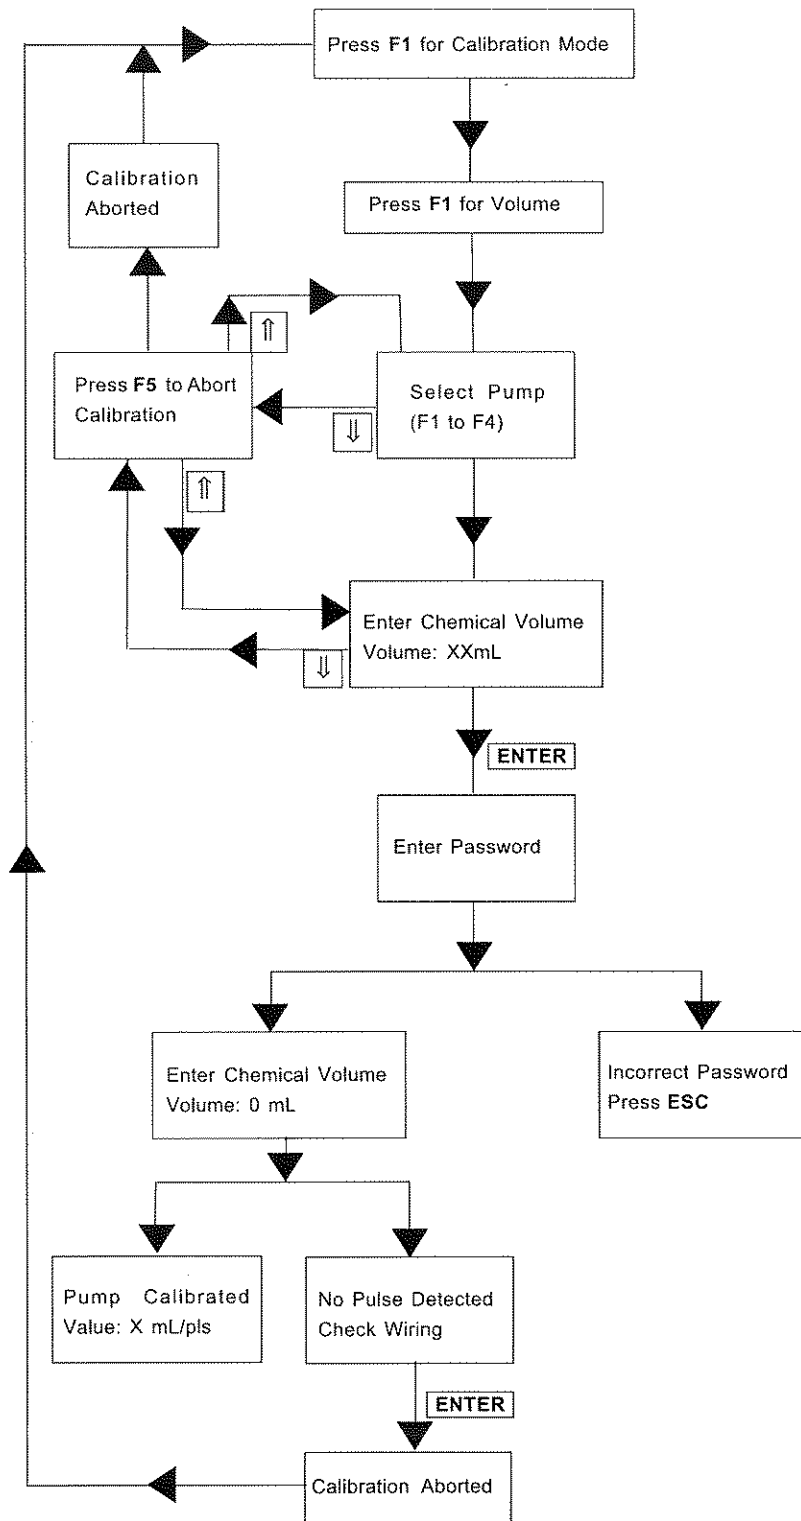 Press F1 for Calibration Mode
Calibration
Aborted
Press F1 for Volume
⇑
Press F5 to Abort
Calibration
Select Pump
(F1 to F4)
⇓
⇑
Enter Chemical Volume
Volume: XXmL
⇓
ENTER
Enter Password
Enter Chemical Volume
Volume: 0 mL
Incorrect Password
Press ESC
Pump Calibrated
Value: X mL/pls
No Pulse Detected
Check Wiring
ENTER
Calibration Aborted